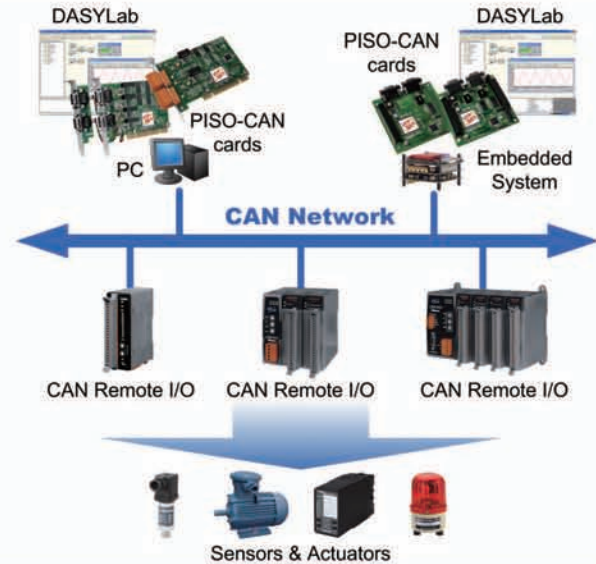 DASYLab
DASYLab
PISO-CAN
cards
PISO-CAN
cards
PC
Embedded
System
CAN Network
CAN Remote I/O
CAN Remote I/O
CAN Remote I/O
Sensors & Actuators